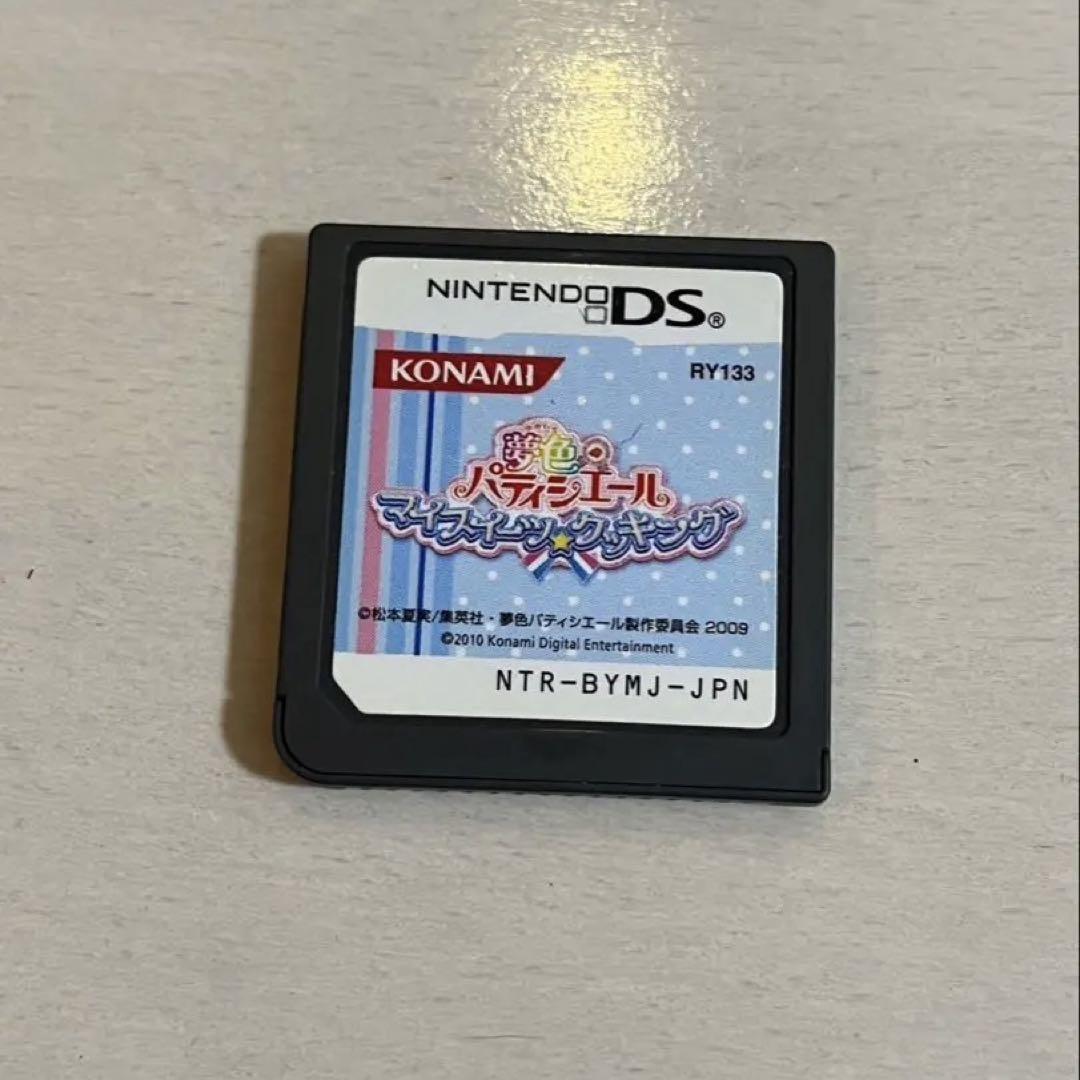 NINTENDO DS®
KONAMI
RY133
夢色
パティシエール
マイスイーツ☆クッキング
©松本夏実/集英社・夢色パティシエール製作委員会 2009
©2010 Konami Digital Entertainment
NTR-BYMJ-JPN